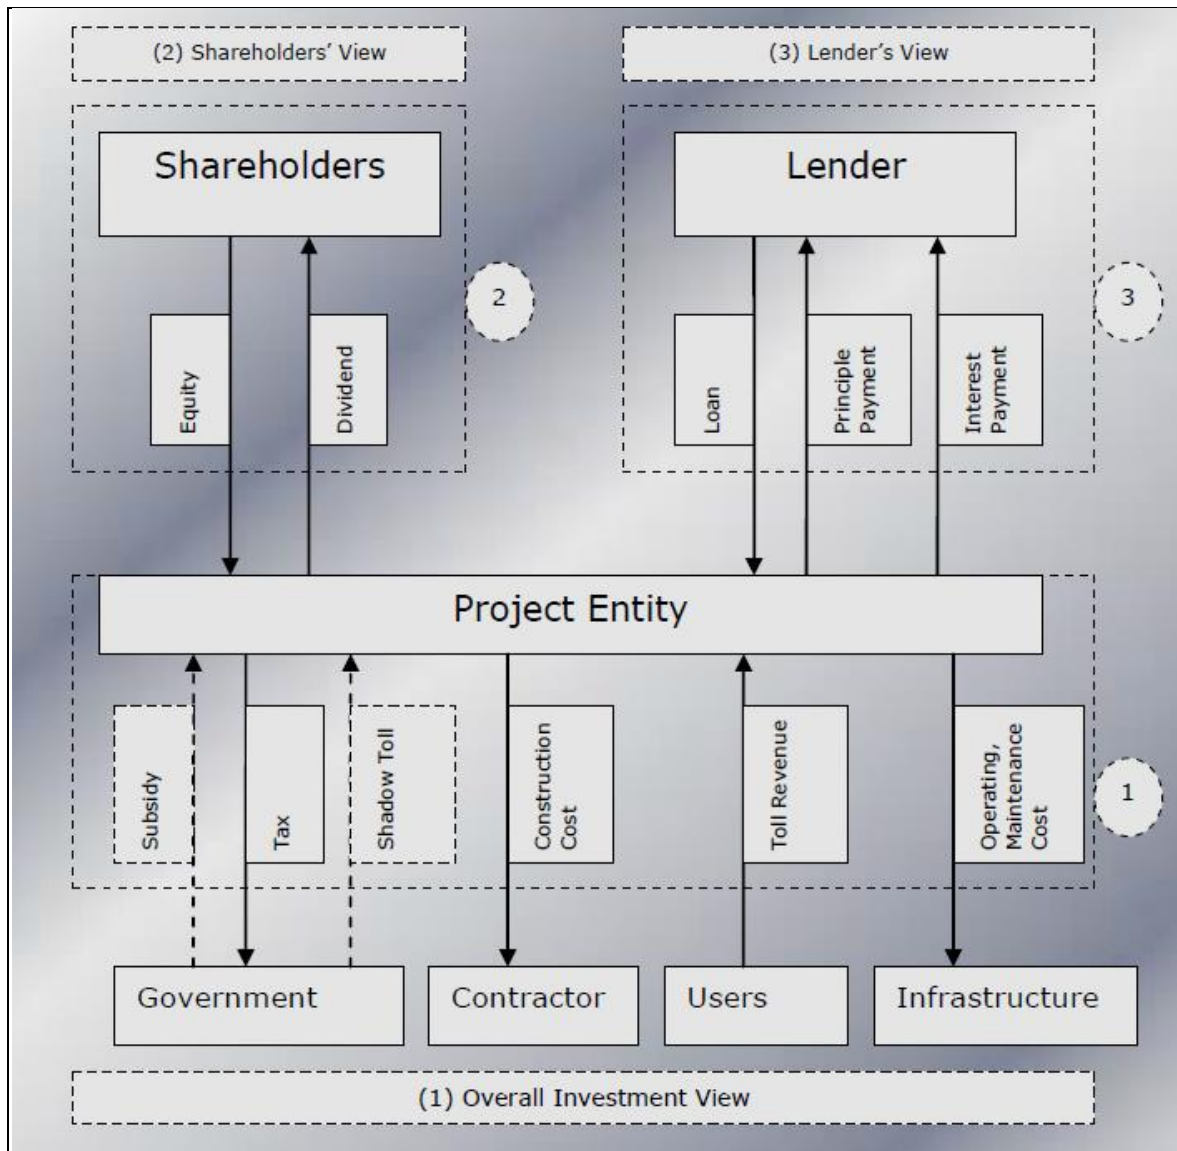 (2) Shareholders’ View
(3) Lender’s View
Shareholders
Lender
2
3
Equity
Dividend
Loan
Principle
Payment
Interest
Payment
Project Entity
Subsidy
Tax
Shadow Toll
Construction
Cost
Toll Revenue
Operating,
Maintenance
Cost
1
Government
Contractor
Users
Infrastructure
(1) Overall Investment View